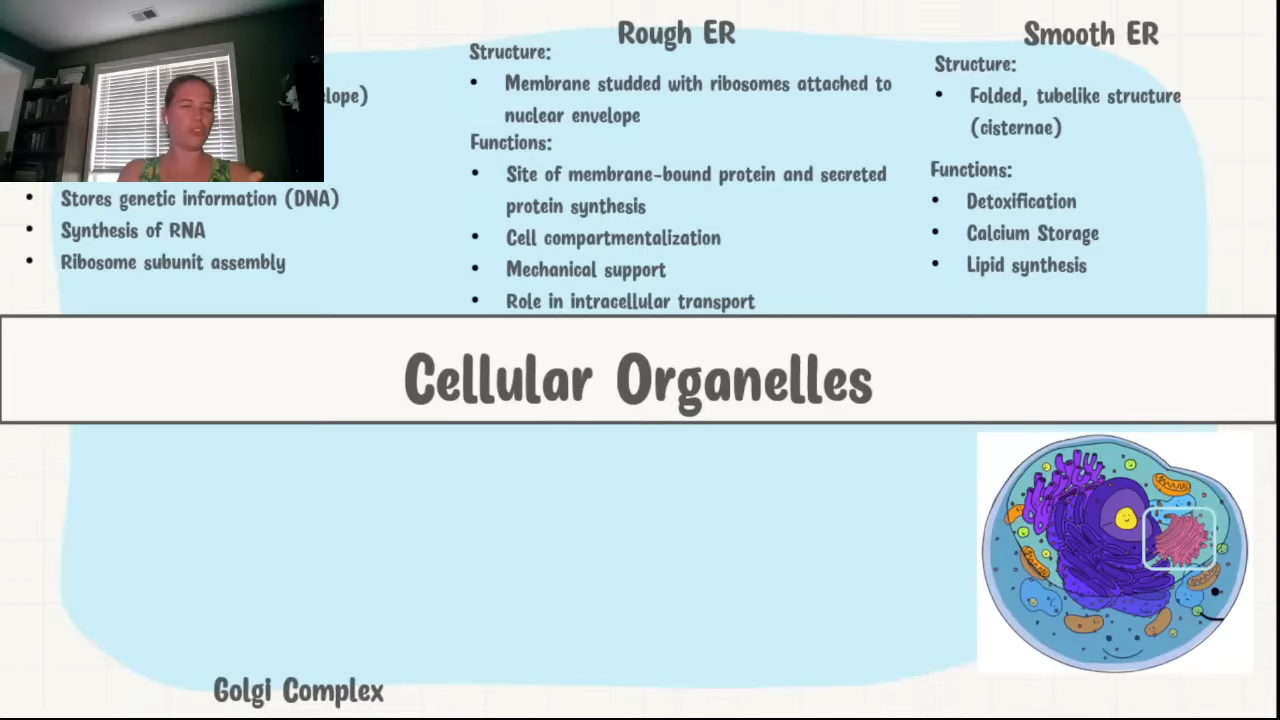 elope)
Stores genetic information (DNA)
Synthesis of RNA
Ribosome subunit assembly
Rough ER
Structure:
Membrane studded with ribosomes attached to
nuclear envelope
Functions:
Site of membrane-bound protein and secreted
protein synthesis
Cell compartmentalization
Mechanical support
Role in intracellular transport
Smooth ER
Structure:
Folded, tubelike structure
(cisternae)
Functions:
Detoxification
Calcium Storage
Lipid synthesis
Cellular Organelles
Golgi Complex